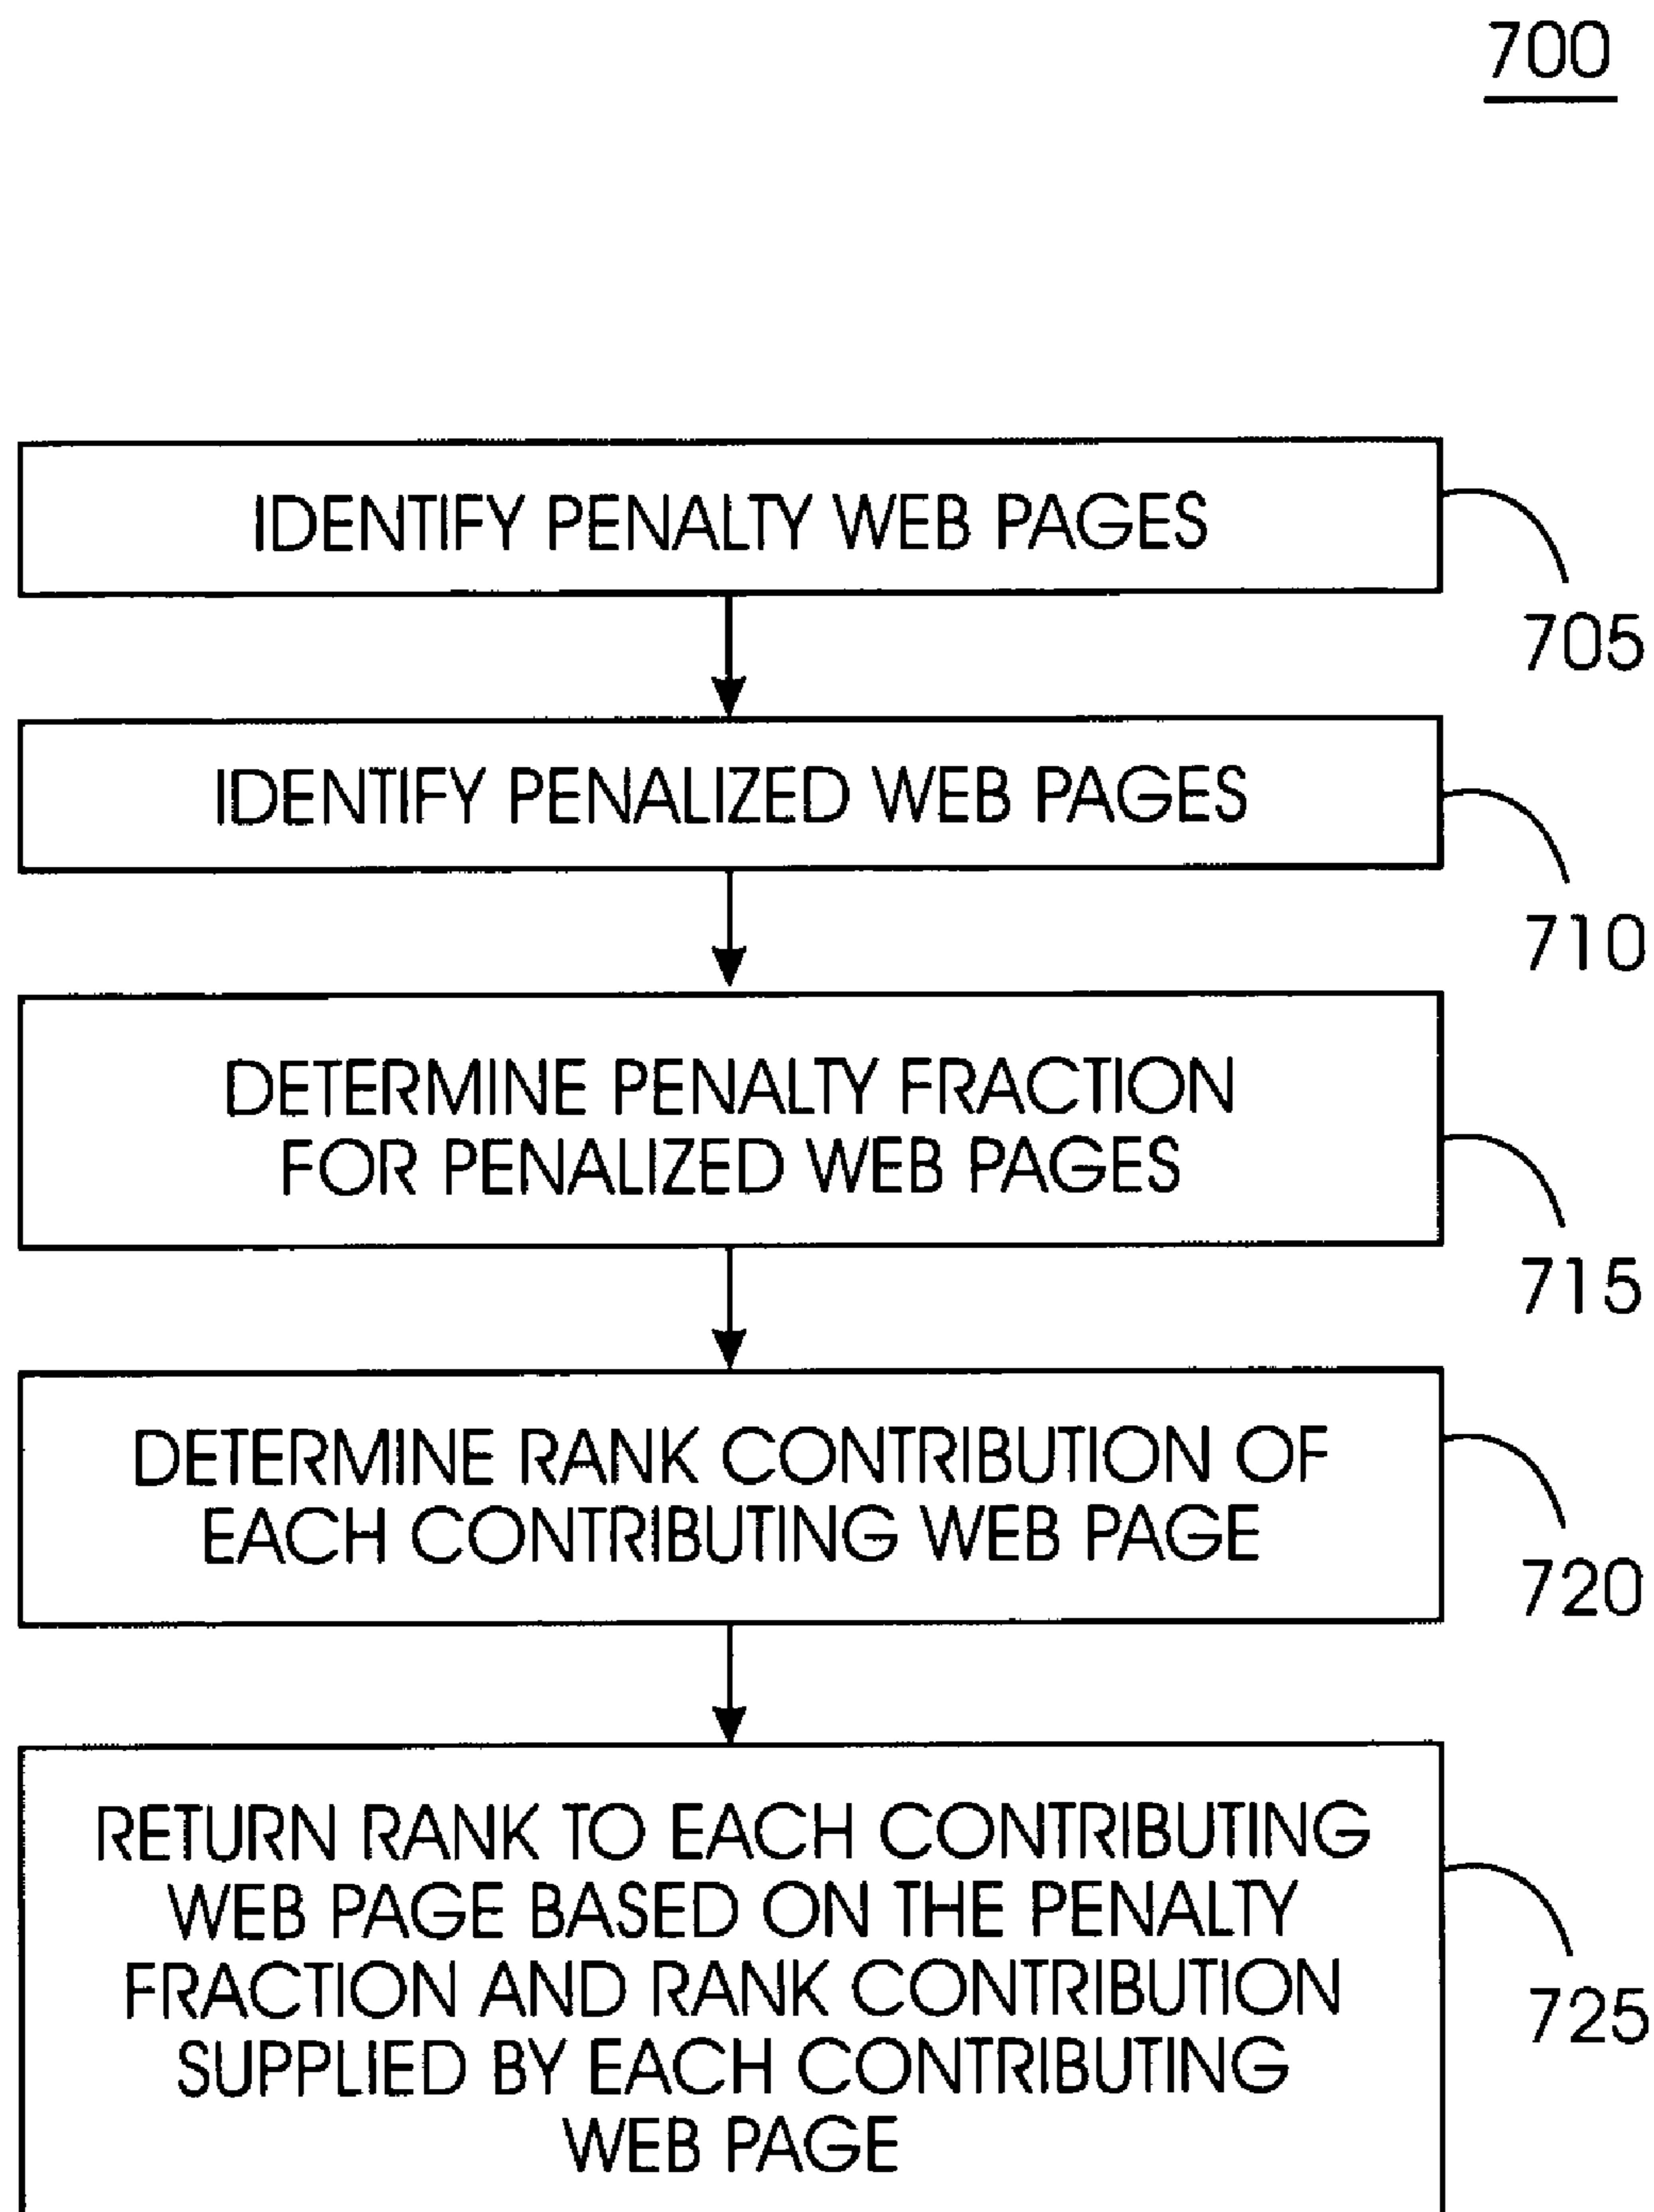 700
IDENTIFY PENALTY WEB PAGES
705
IDENTIFY PENALIZED WEB PAGES
710
DETERMINE PENALTY FRACTION
FOR PENALIZED WEB PAGES
715
DETERMINE RANK CONTRIBUTION OF
EACH CONTRIBUTING WEB PAGE
720
RETURN RANK TO EACH CONTRIBUTING
WEB PAGE BASED ON THE PENALTY
FRACTION AND RANK CONTRIBUTION
SUPPLIED BY EACH CONTRIBUTING
WEB PAGE
725